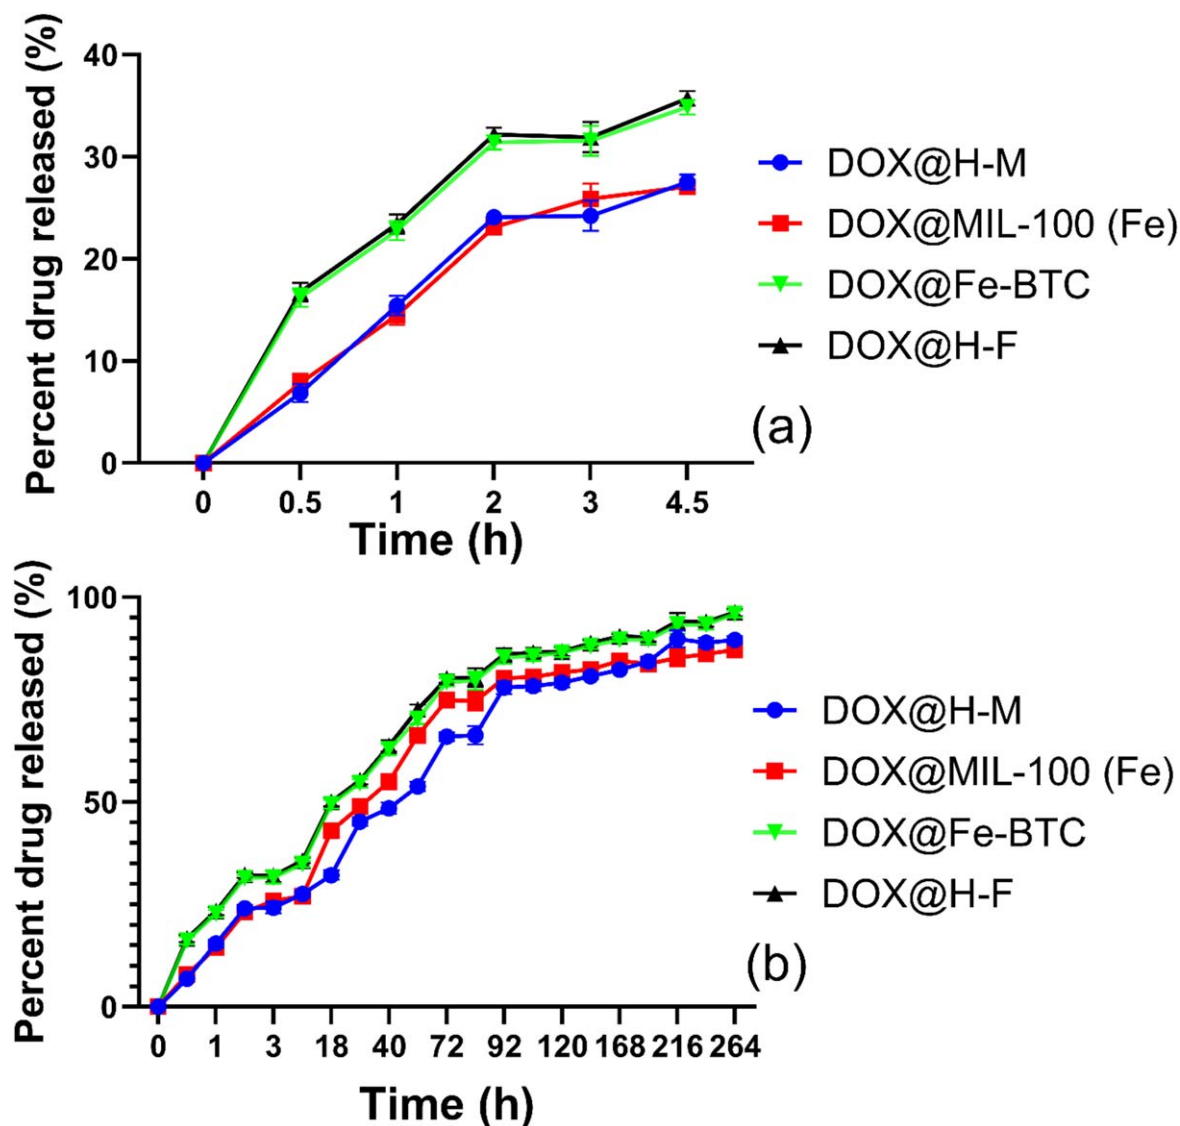 Percent drug released (%)
40
30
20
10
0
0 0.5 1 2 3 4.5
Time (h)
DOX@H-M
DOX@MIL-100 (Fe)
DOX@Fe-BTC
DOX@H-F
(a)
Percent drug released (%)
100
50
0
0 1 3 18 40 72 92 120 168 216 264
Time (h)
DOX@H-M
DOX@MIL-100 (Fe)
DOX@Fe-BTC
DOX@H-F
(b)